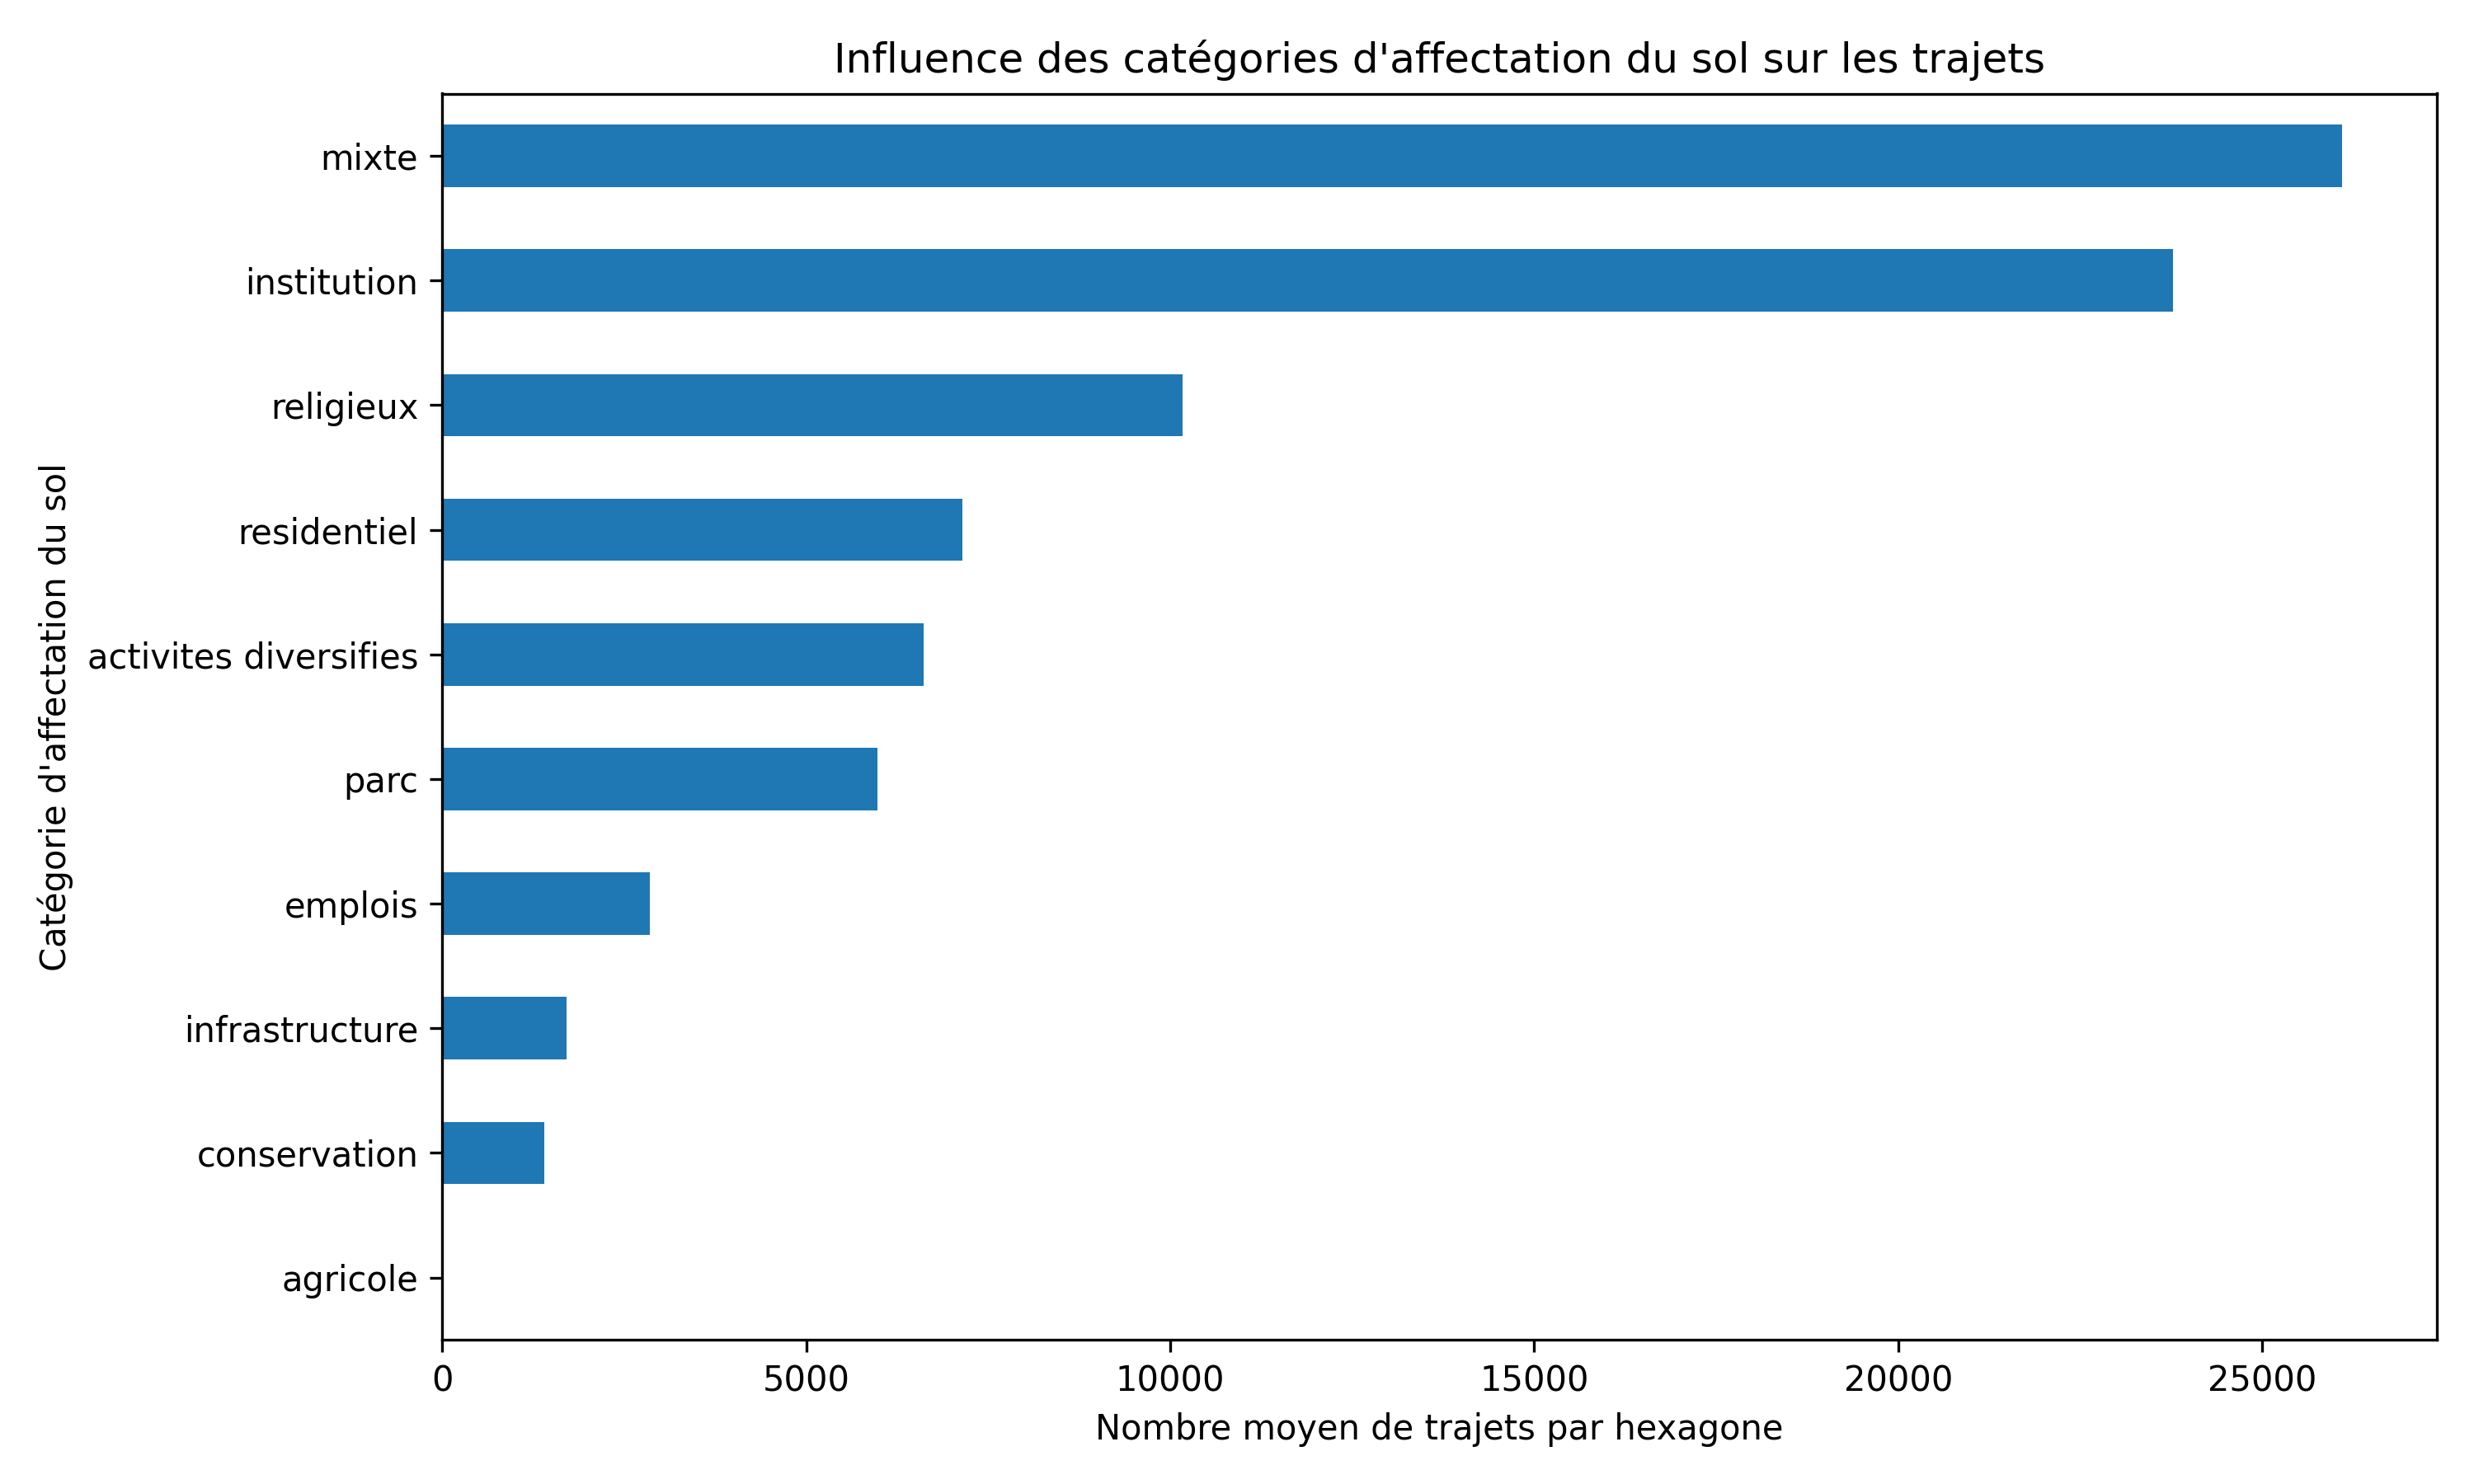 Influence des catégories d'affectation du sol sur les trajets
Catégorie d'affectation du sol
mixte
institution
religieux
residentiel
activites diversifies
parc
emplois
infrastructure
conservation
agricole
0 5000 10000 15000 20000 25000
Nombre moyen de trajets par hexagone